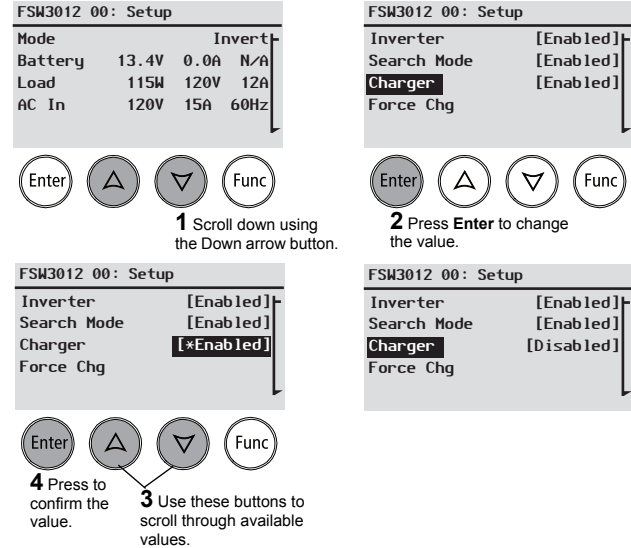 FSW3012 00: Setup
Mode Invert
Battery 13.4V 0.0A N/A
Load 115W 120V 12A
AC In 120V 15A 60Hz
Enter Func
1 Scroll down using
the Down arrow button.
FSW3012 00: Setup
Inverter [Enabled]
Search Mode [Enabled]
Charger [Enabled]
Force Chg
Enter Func
2 Press Enter to change
the value.
FSW3012 00: Setup
Inverter [Enabled]
Search Mode [Enabled]
Charger [*Enabled]
Force Chg
Enter Func
4 Press to
confirm the
value.
3 Use these buttons to
scroll through available
values.
FSW3012 00: Setup
Inverter [Enabled]
Search Mode [Enabled]
Charger [Disabled]
Force Chg